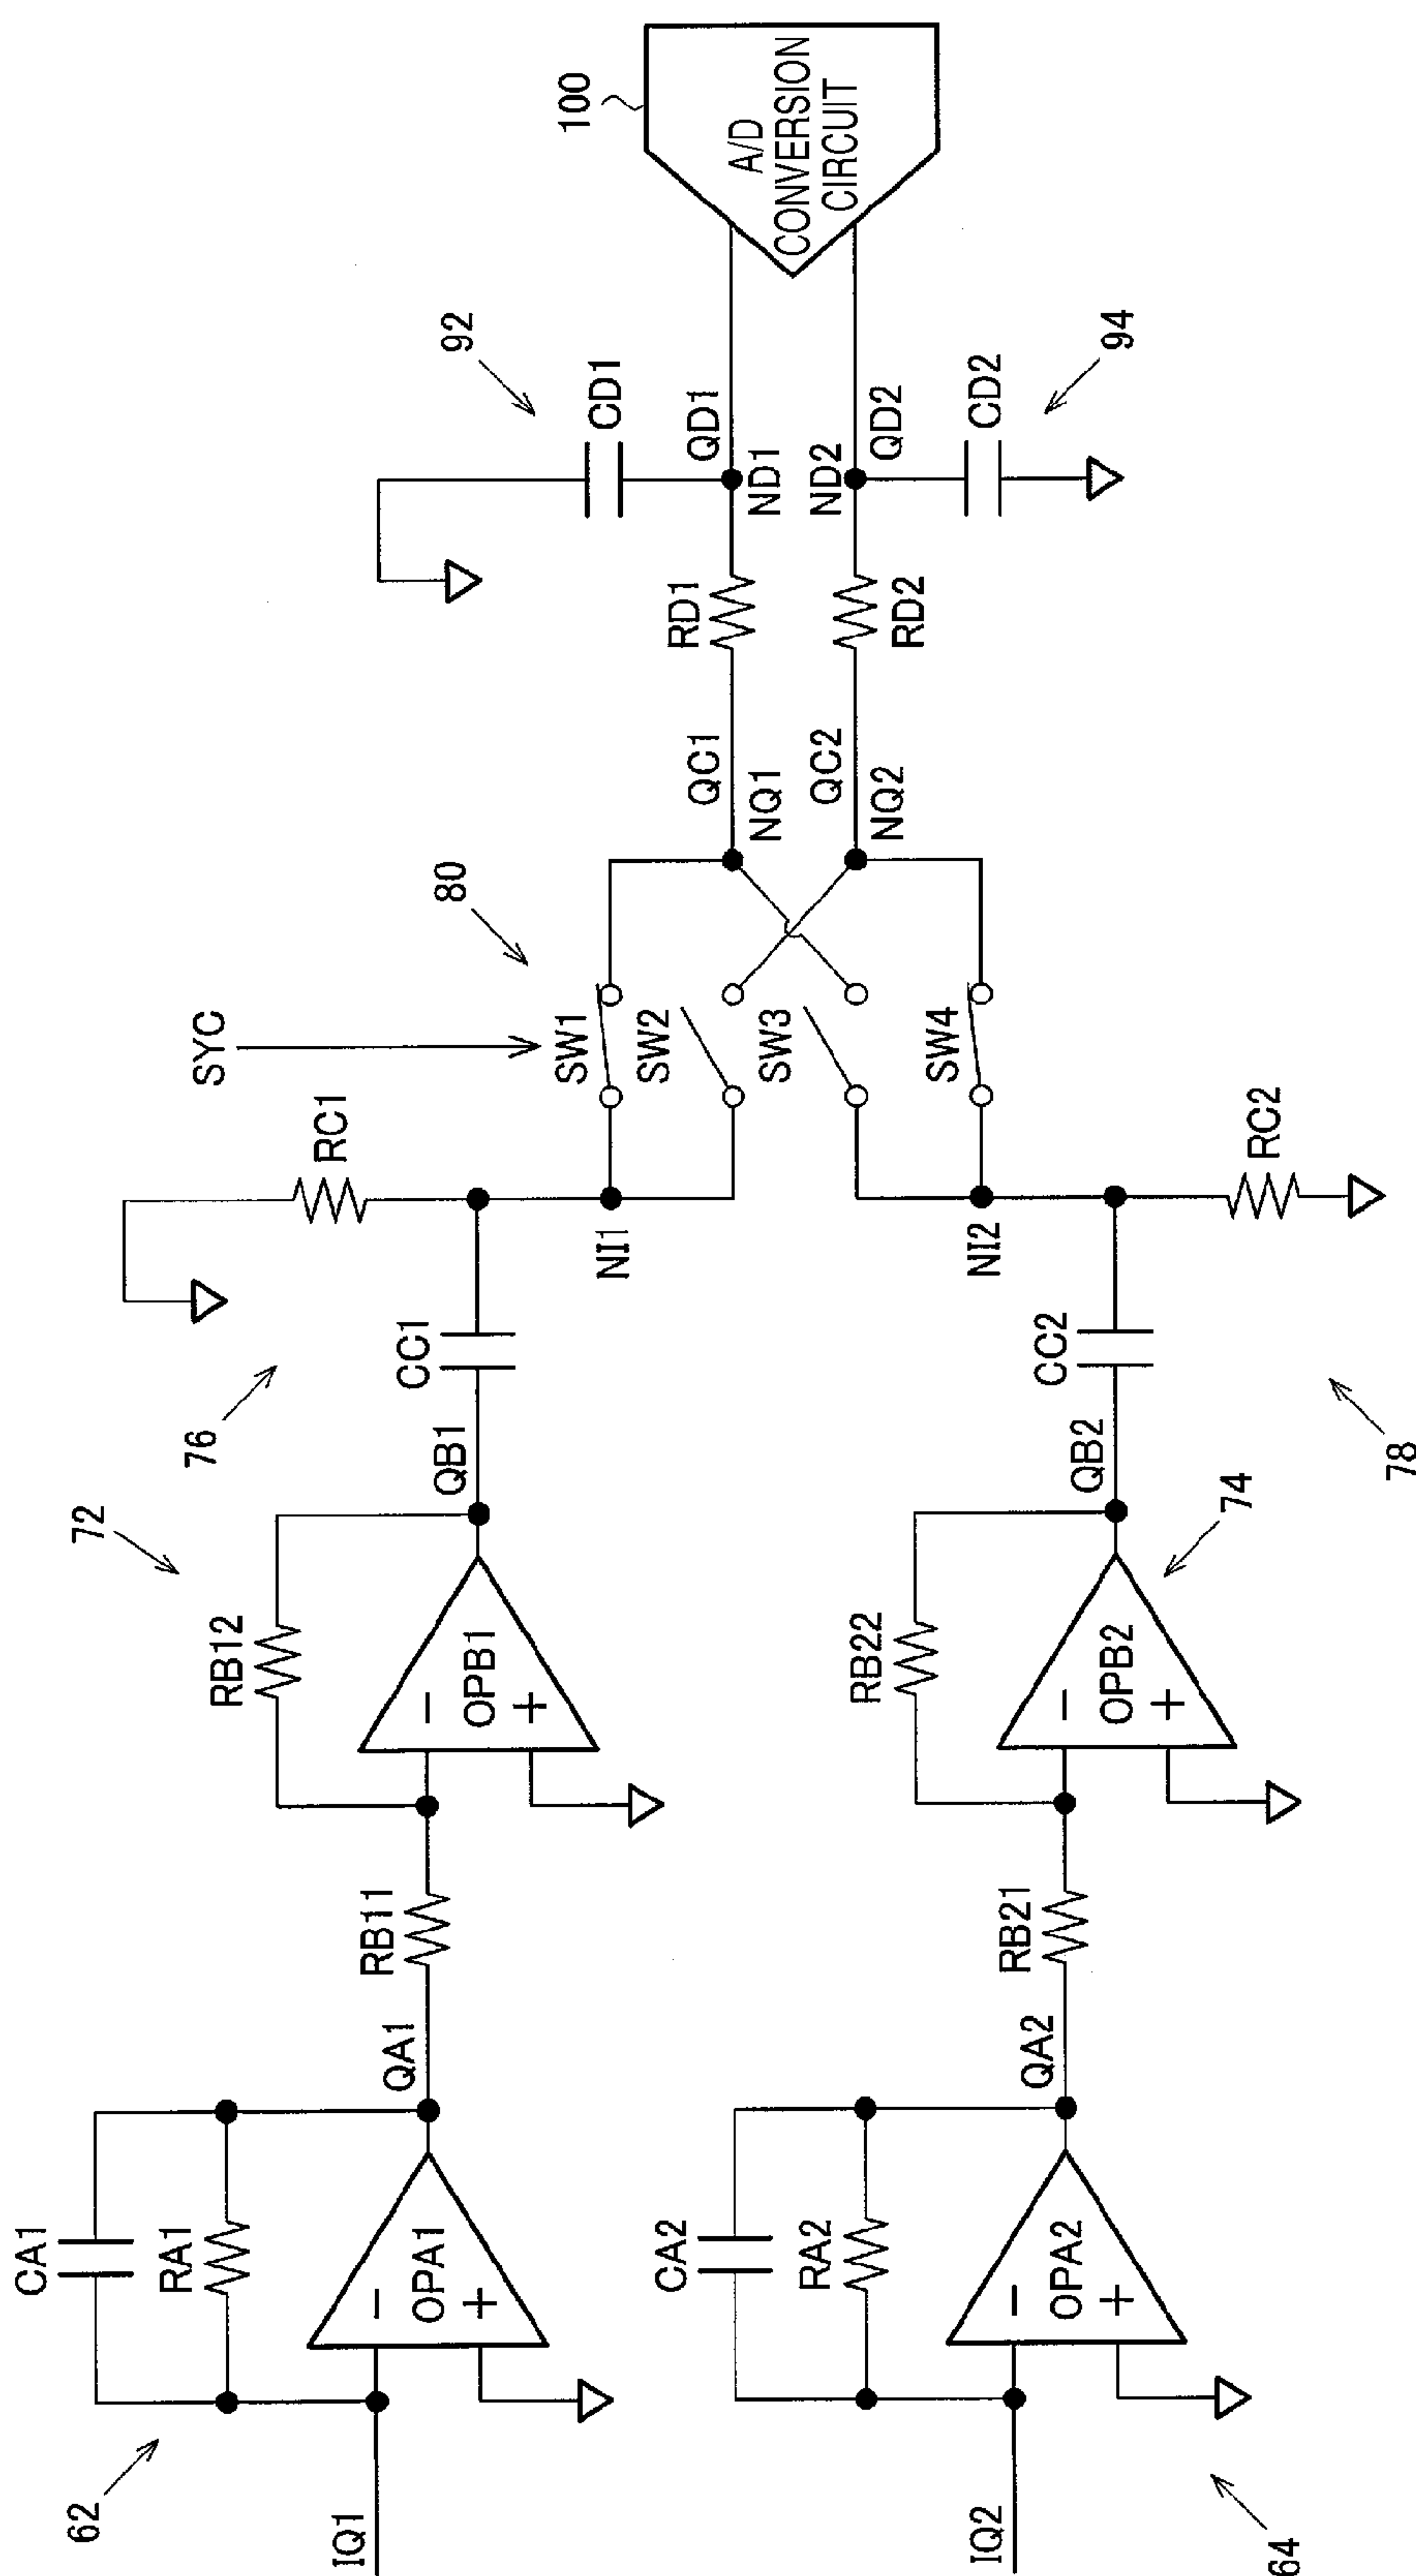 62
CA1
RA1
OPA1
−
+
IQ1
QA1
RB11
72
RB12
OPB1
−
+
QB1
76
CC1
RC1
NI1
SYC
80
SW1
SW2
SW3
SW4
NQ1
QC1
RD1
92
CD1
QD1
ND1
100
A/D
CONVERSION
CIRCUIT
64
CA2
RA2
OPA2
−
+
IQ2
QA2
RB21
74
RB22
OPB2
−
+
QB2
78
CC2
RC2
NI2
NQ2
QC2
RD2
94
CD2
QD2
ND2